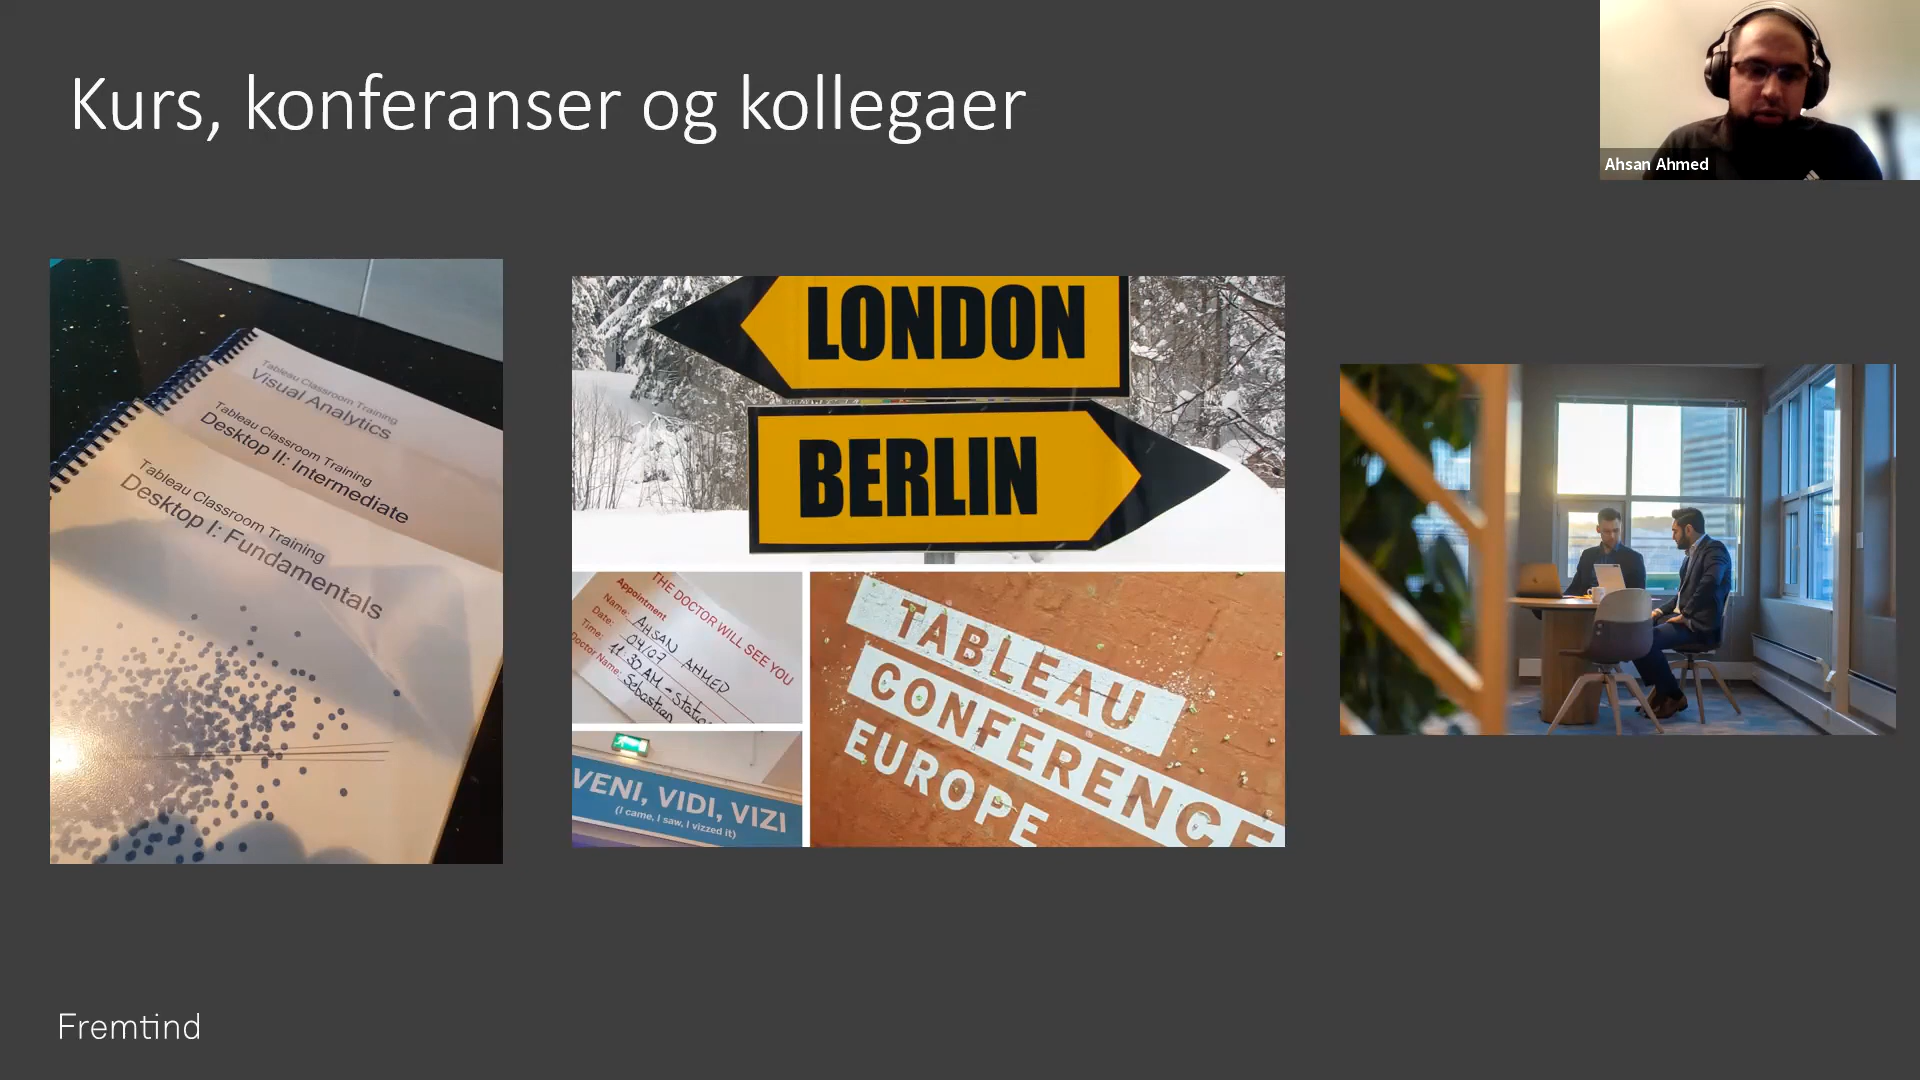 Kurs, konferanser og kollegaer
Ahsan Ahmed
Tableau Classroom Training
Visual Analytics
Tableau Classroom Training
Desktop II: Intermediate
Tableau Classroom Training
Desktop I: Fundamentals
LONDON
BERLIN
THE DOCTOR WILL SEE YOU
Appointment
Name: AHSAN AHMED
Date: 04/07
Time: 11:30 AM - Statio
Doctor Name: Sebastian
VENI, VIDI, VIZI
(I came, I saw, I vizzed it)
TABLEAU
CONFERENCE
EUROPE
Fremtind